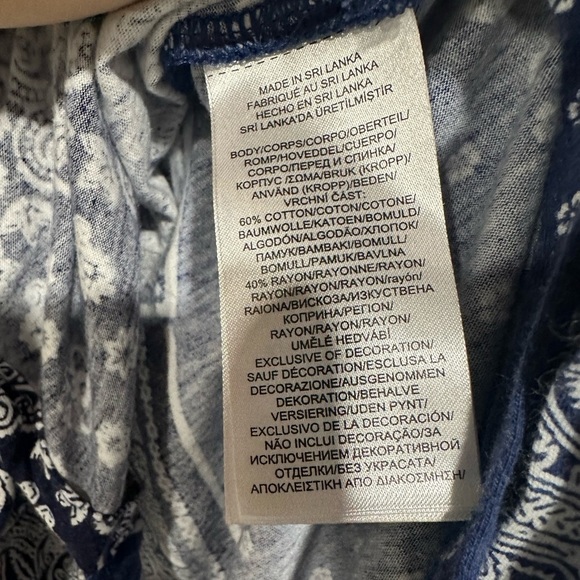 MADE IN SRI LANKA
FABRIQUÉ AU SRI LANKA
HECHO EN SRI LANKA
SRİ LANKA'DA ÜRETİLMİŞTİR
BODY/CORPS/CORPO/OBERTEIL/
ROMP/HOVEDDEL/CUERPO/
CORPO/ПЕРЕД И СПИНКА/
КОРПУС /ΣΩΜΑ/BRUK (KROPP)/
ANVÄND (KROPP)/BEDEN/
VRCHNÍ ČÁST:
60% COTTON/COTON/COTONE/
BAUMWOLLE/KATOEN/BOMULD/
ALGODÓN/ALGODÃO/ХЛОПОК/
ПАМУК/ΒΑΜΒΑΚΙ/BOMULL/
BOMULL/PAMUK/BAVLNA
40% RAYON/RAYONNE/RAYON/
RAYON/RAYON/RAYON/rayón/
RAIONA/ВИСКОЗА/ИЗКУСТВЕНА
КОПРИНА/ΡΕΓΙΟΝ/
RAYON/RAYON/RAYON/
UMĚLÉ HEDVÁBÍ
EXCLUSIVE OF DECORATION/
SAUF DÉCORATION/ESCLUSA LA
DECORAZIONE/AUSGENOMMEN
DEKORATION/BEHALVE
VERSIERING/UDEN PYNT/
EXCLUSIVO DE LA DECORACIÓN/
NÃO INCLUI DECORAÇÃO/ЗА
ИСКЛЮЧЕНИЕМ ДЕКОРАТИВНОЙ
ОТДЕЛКИ/БЕЗ УКРАСАТА/
ΑΠΟΚΛΕΙΣΤΙΚΗ ΑΠΟ ΔΙΑΚΟΣΜΗΣΗ/